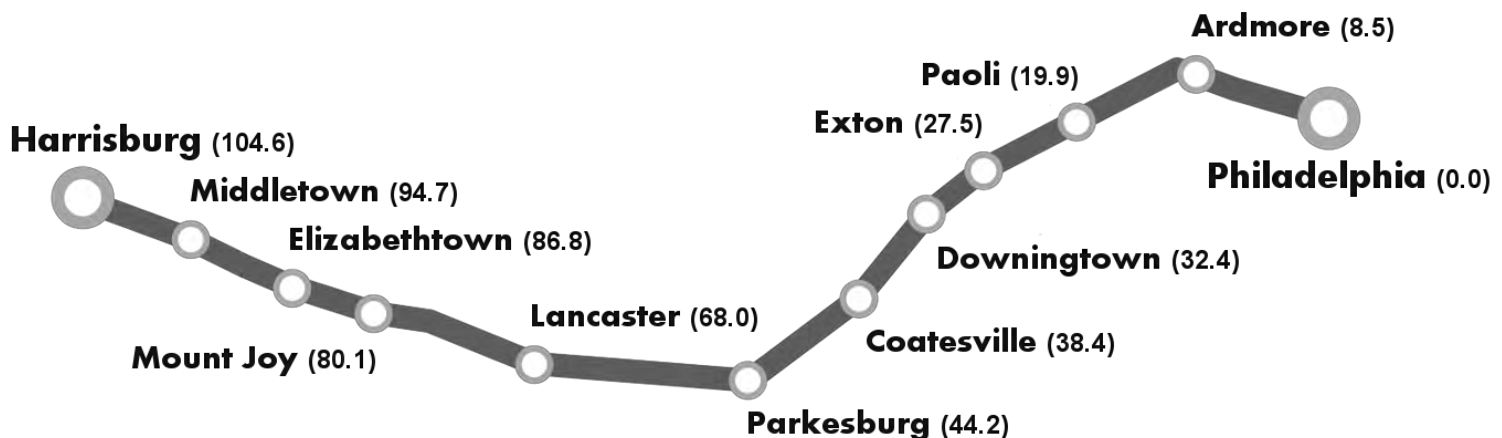 Ardmore (8.5)
Paoli (19.9)
Exton (27.5)
Harrisburg (104.6)
Philadelphia (0.0)
Middletown (94.7)
Elizabethtown (86.8)
Downingtown (32.4)
Lancaster (68.0)
Coatesville (38.4)
Mount Joy (80.1)
Parkesburg (44.2)